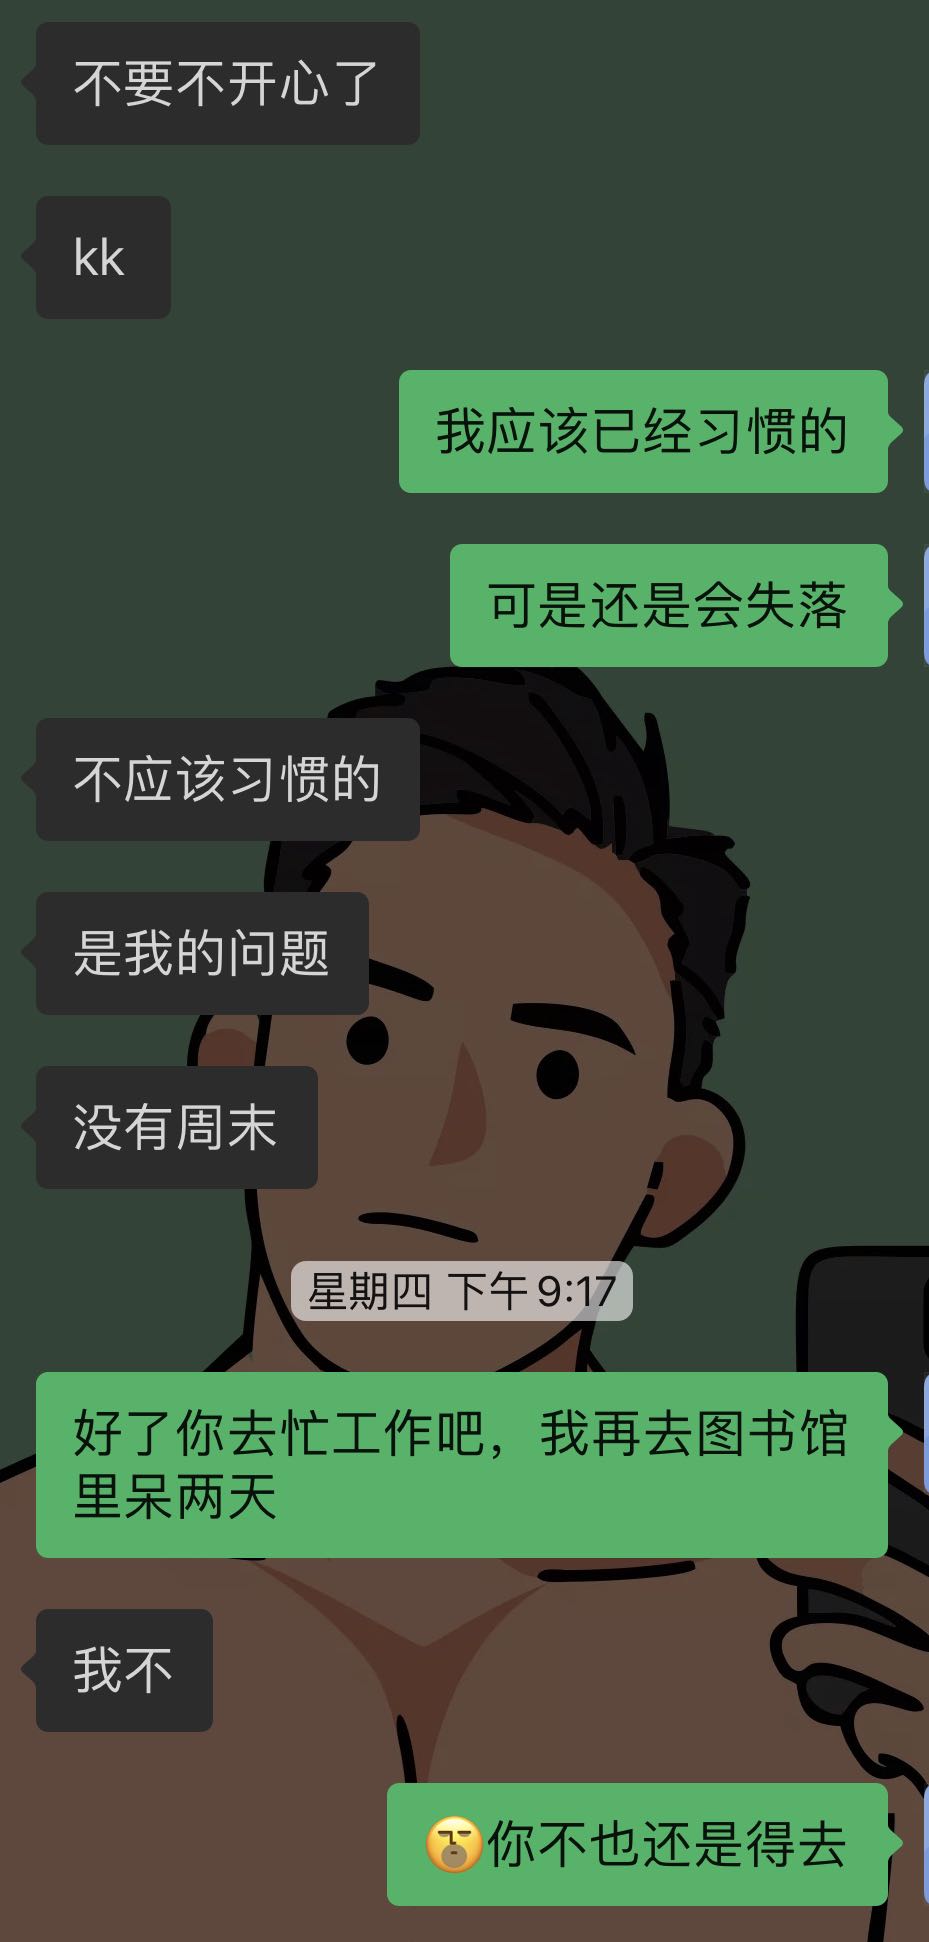 不要不开心了
kk
我应该已经习惯的
可是还是会失落
不应该习惯的
是我的问题
没有周末
星期四 下午 9:17
好了你去忙工作吧，我再去图书馆
里呆两天
我不
你不也还是得去